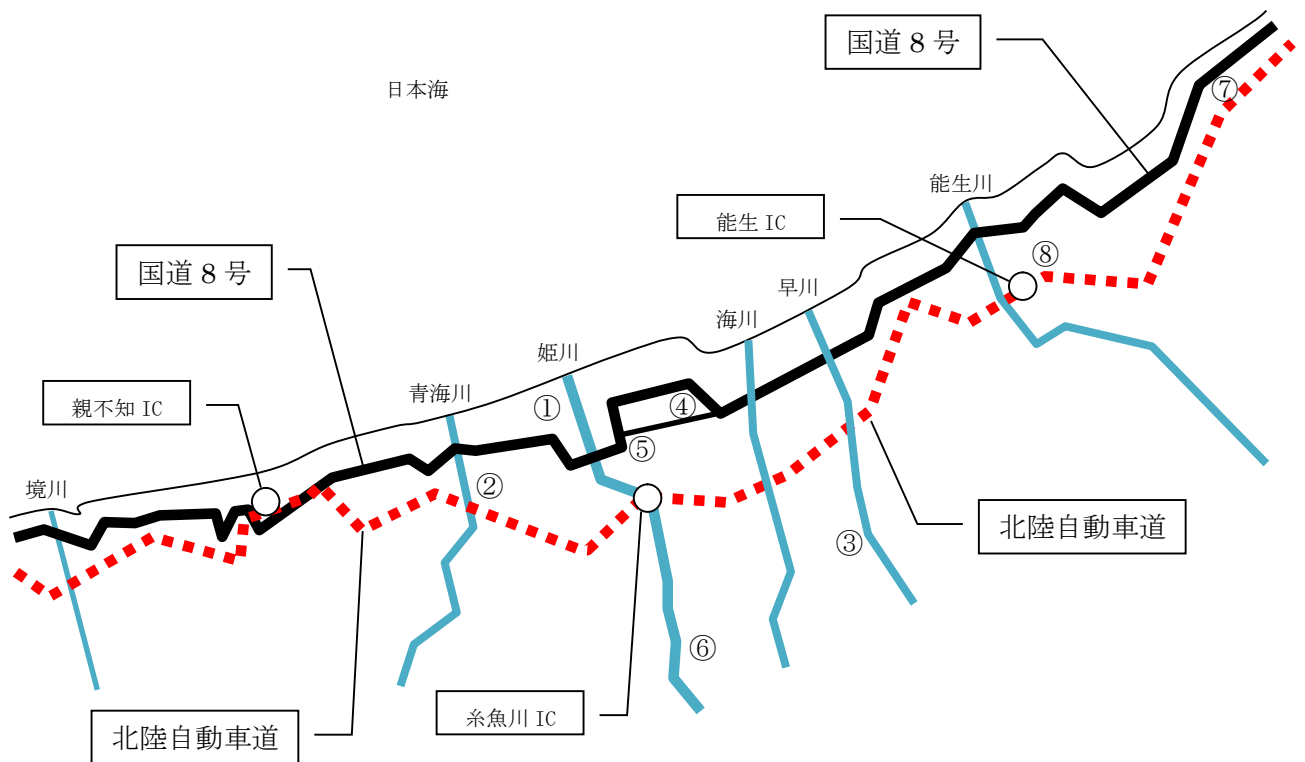 国道８号
⑦
日本海
能生川
能生 IC
⑧
国道８号
早川
海川
姫川
青海川
親不知 IC
①
④
⑤
境川
②
③
北陸自動車道
⑥
糸魚川 IC
北陸自動車道